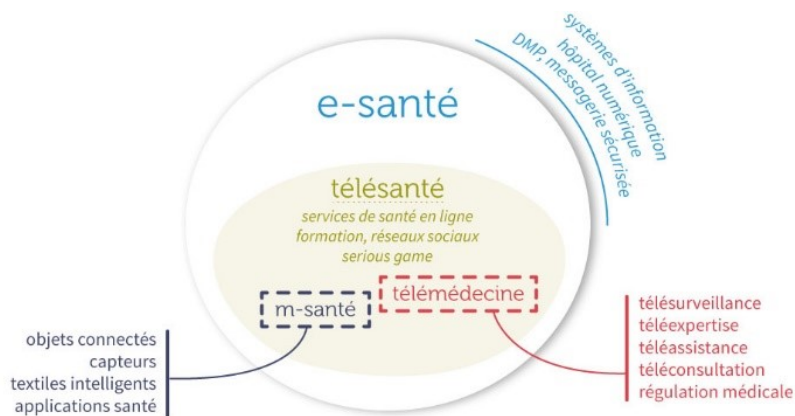 systèmes d'information
hôpital numérique
DMP, messagerie sécurisée
e-santé
télésanté
services de santé en ligne
formation, réseaux sociaux
serious game
m-santé
télémédecine
objets connectés
capteurs
textiles intelligents
applications santé
télésurveillance
téléexpertise
téléassistance
téléconsultation
régulation médicale